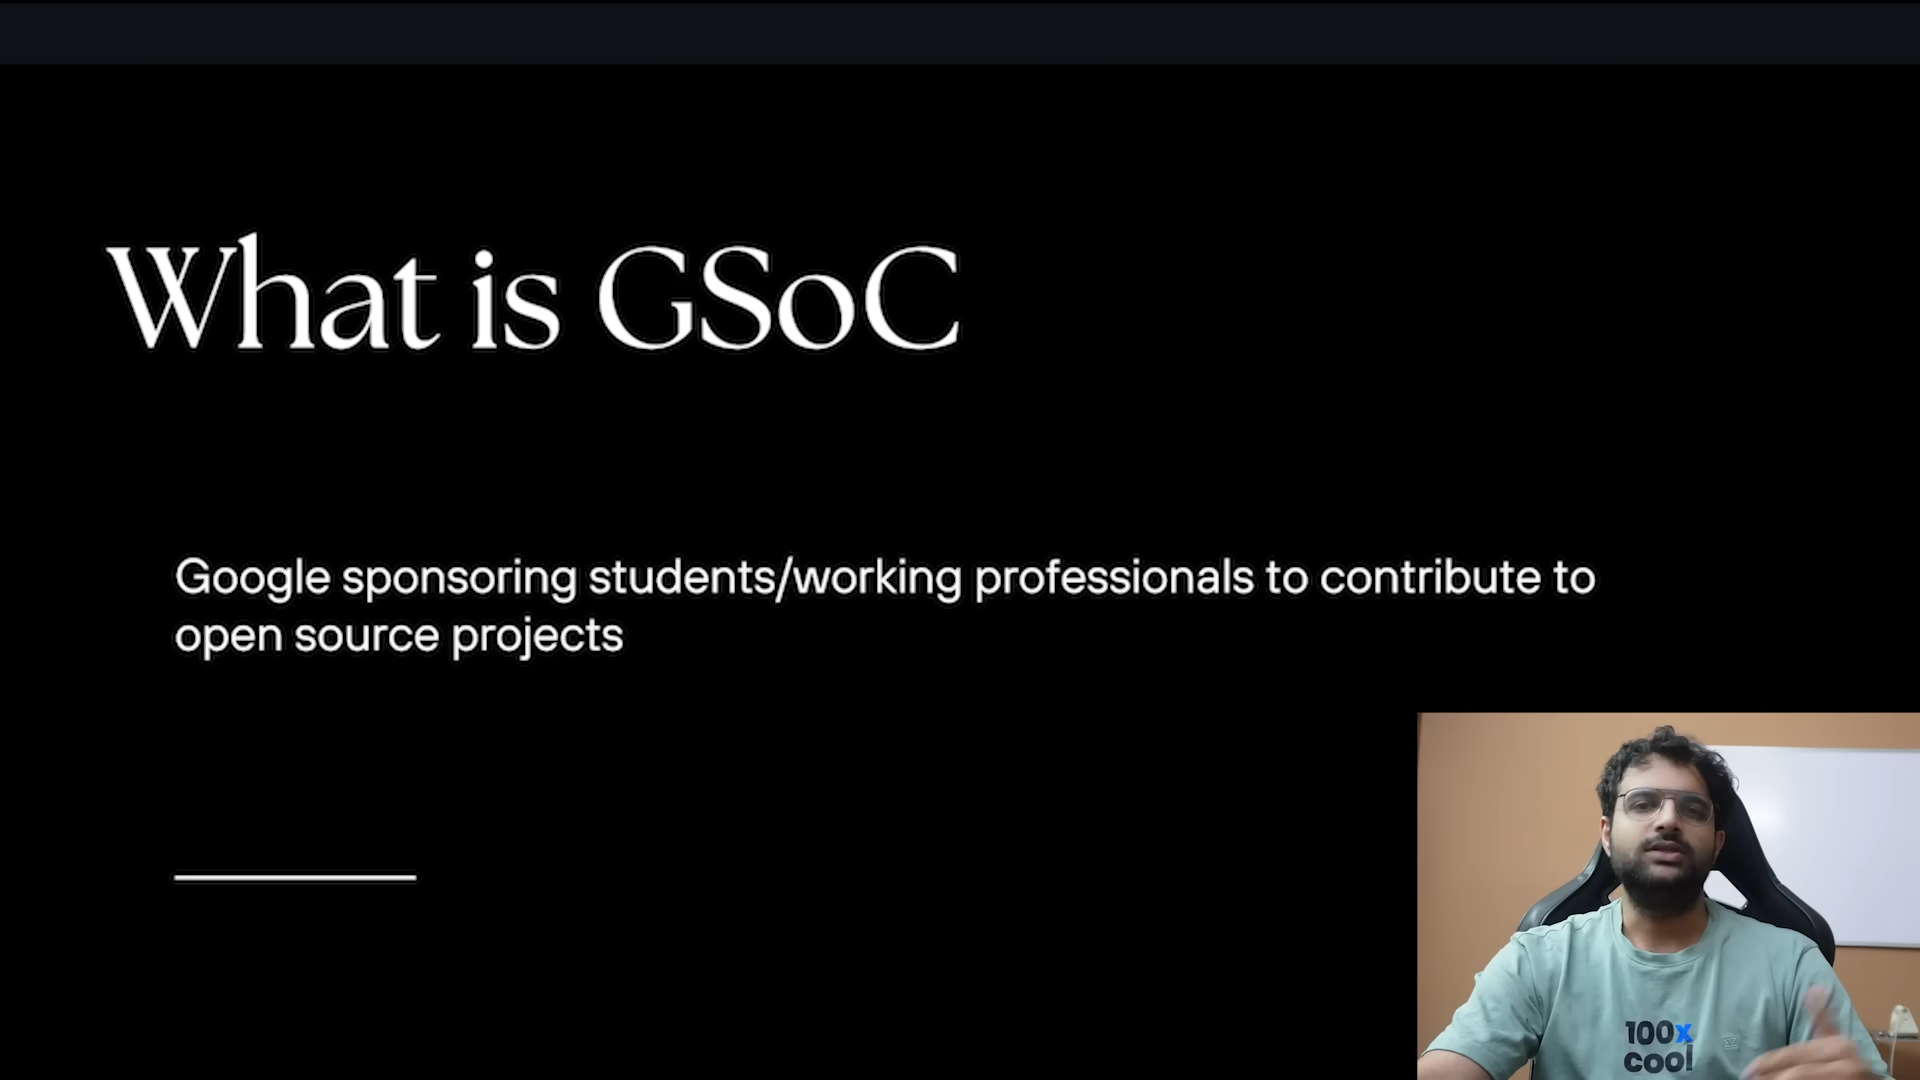 What is GSoC
Google sponsoring students/working professionals to contribute to
open source projects
100x
cool